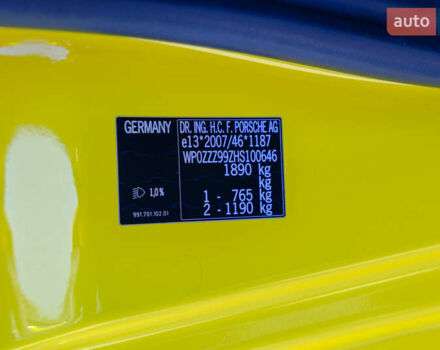 auto
GERMANY
DR. ING. H.C. F. PORSCHE AG
e13*2007/46*1187
WP0ZZZ99ZHS100646
1890 kg
kg
1,0%
1 - 765 kg
2 - 1190 kg
991.701.102.01